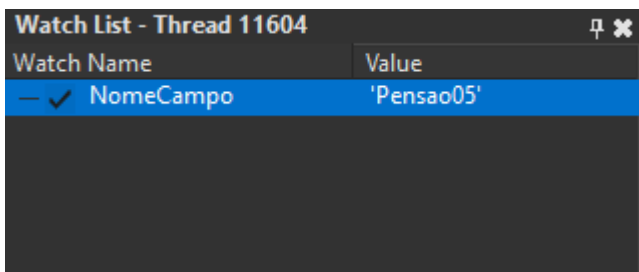 Watch List - Thread 11604
Watch Name Value
NomeCampo 'Pensao05'